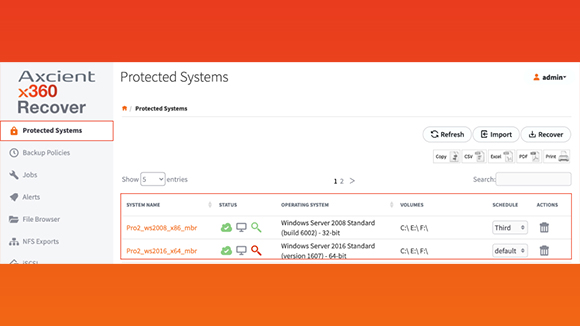 Axcient
x360
Recover
Protected Systems
admin
/ Protected Systems
Protected Systems
Backup Policies
Jobs
Alerts
File Browser
NFS Exports
iSCSI
Refresh
Import
Recover
Copy
CSV
Excel
PDF
Print
Show 5 entries
1 2 >
Search:
SYSTEM NAME STATUS OPERATING SYSTEM VOLUMES SCHEDULE ACTIONS
Pro2_ws2008_x86_mbr Windows Server 2008 Standard (build 6002) - 32-bit C:\ E:\ F:\ Third
Pro2_ws2016_x64_mbr Windows Server 2016 Standard (version 1607) - 64-bit C:\ E:\ F:\ default